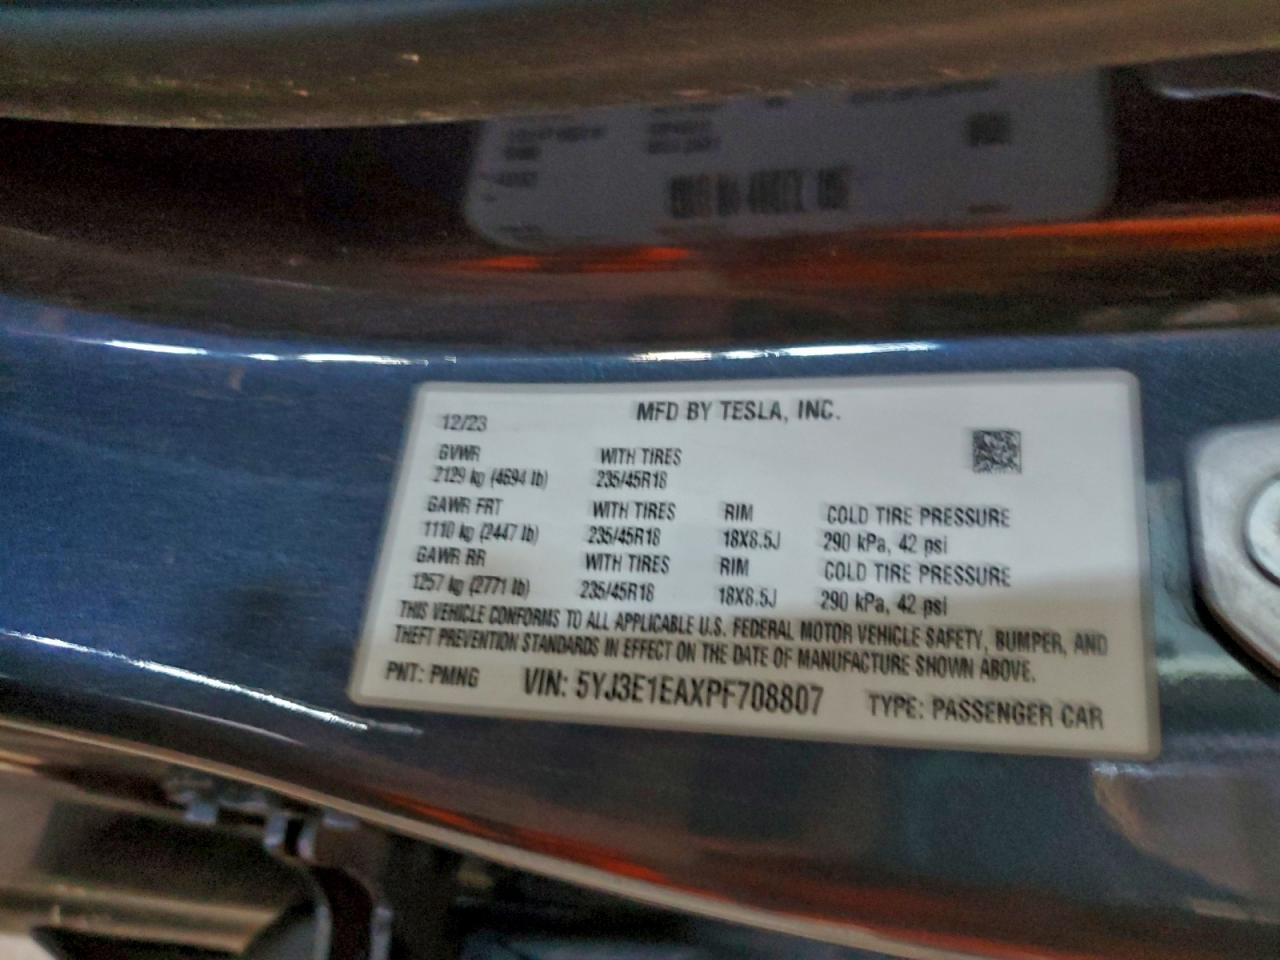 12/23 MFD BY TESLA, INC.
GVWR WITH TIRES
2129 kg (4694 lb) 235/45R18
GAWR FRT WITH TIRES RIM COLD TIRE PRESSURE
1110 kg (2447 lb) 235/45R18 18X8.5J 290 kPa, 42 psi
GAWR RR WITH TIRES RIM COLD TIRE PRESSURE
1257 kg (2771 lb) 235/45R18 18X8.5J 290 kPa, 42 psi
THIS VEHICLE CONFORMS TO ALL APPLICABLE U.S. FEDERAL MOTOR VEHICLE SAFETY, BUMPER, AND
THEFT PREVENTION STANDARDS IN EFFECT ON THE DATE OF MANUFACTURE SHOWN ABOVE.
PNT: PMNG VIN: 5YJ3E1EAXPF708807 TYPE: PASSENGER CAR